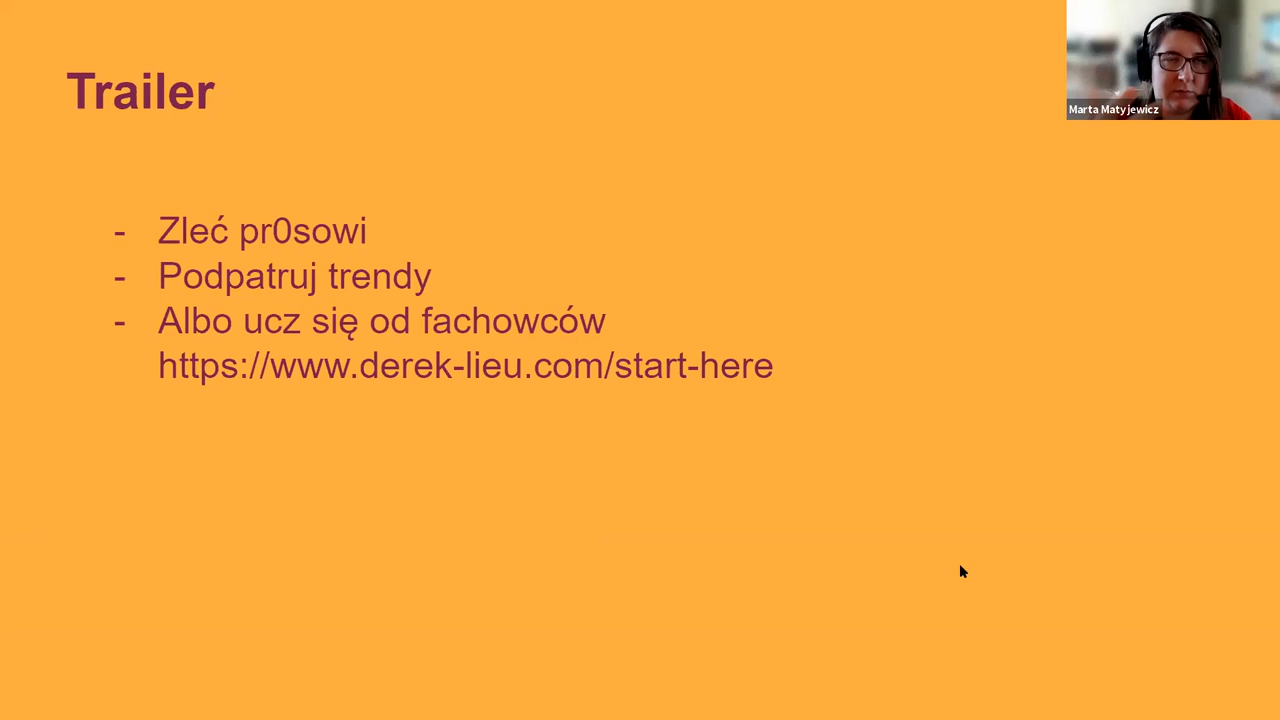 Trailer
Marta Matyjewicz
- Zleć pr0sowi
- Podpatruj trendy
- Albo ucz się od fachowców
https://www.derek-lieu.com/start-here